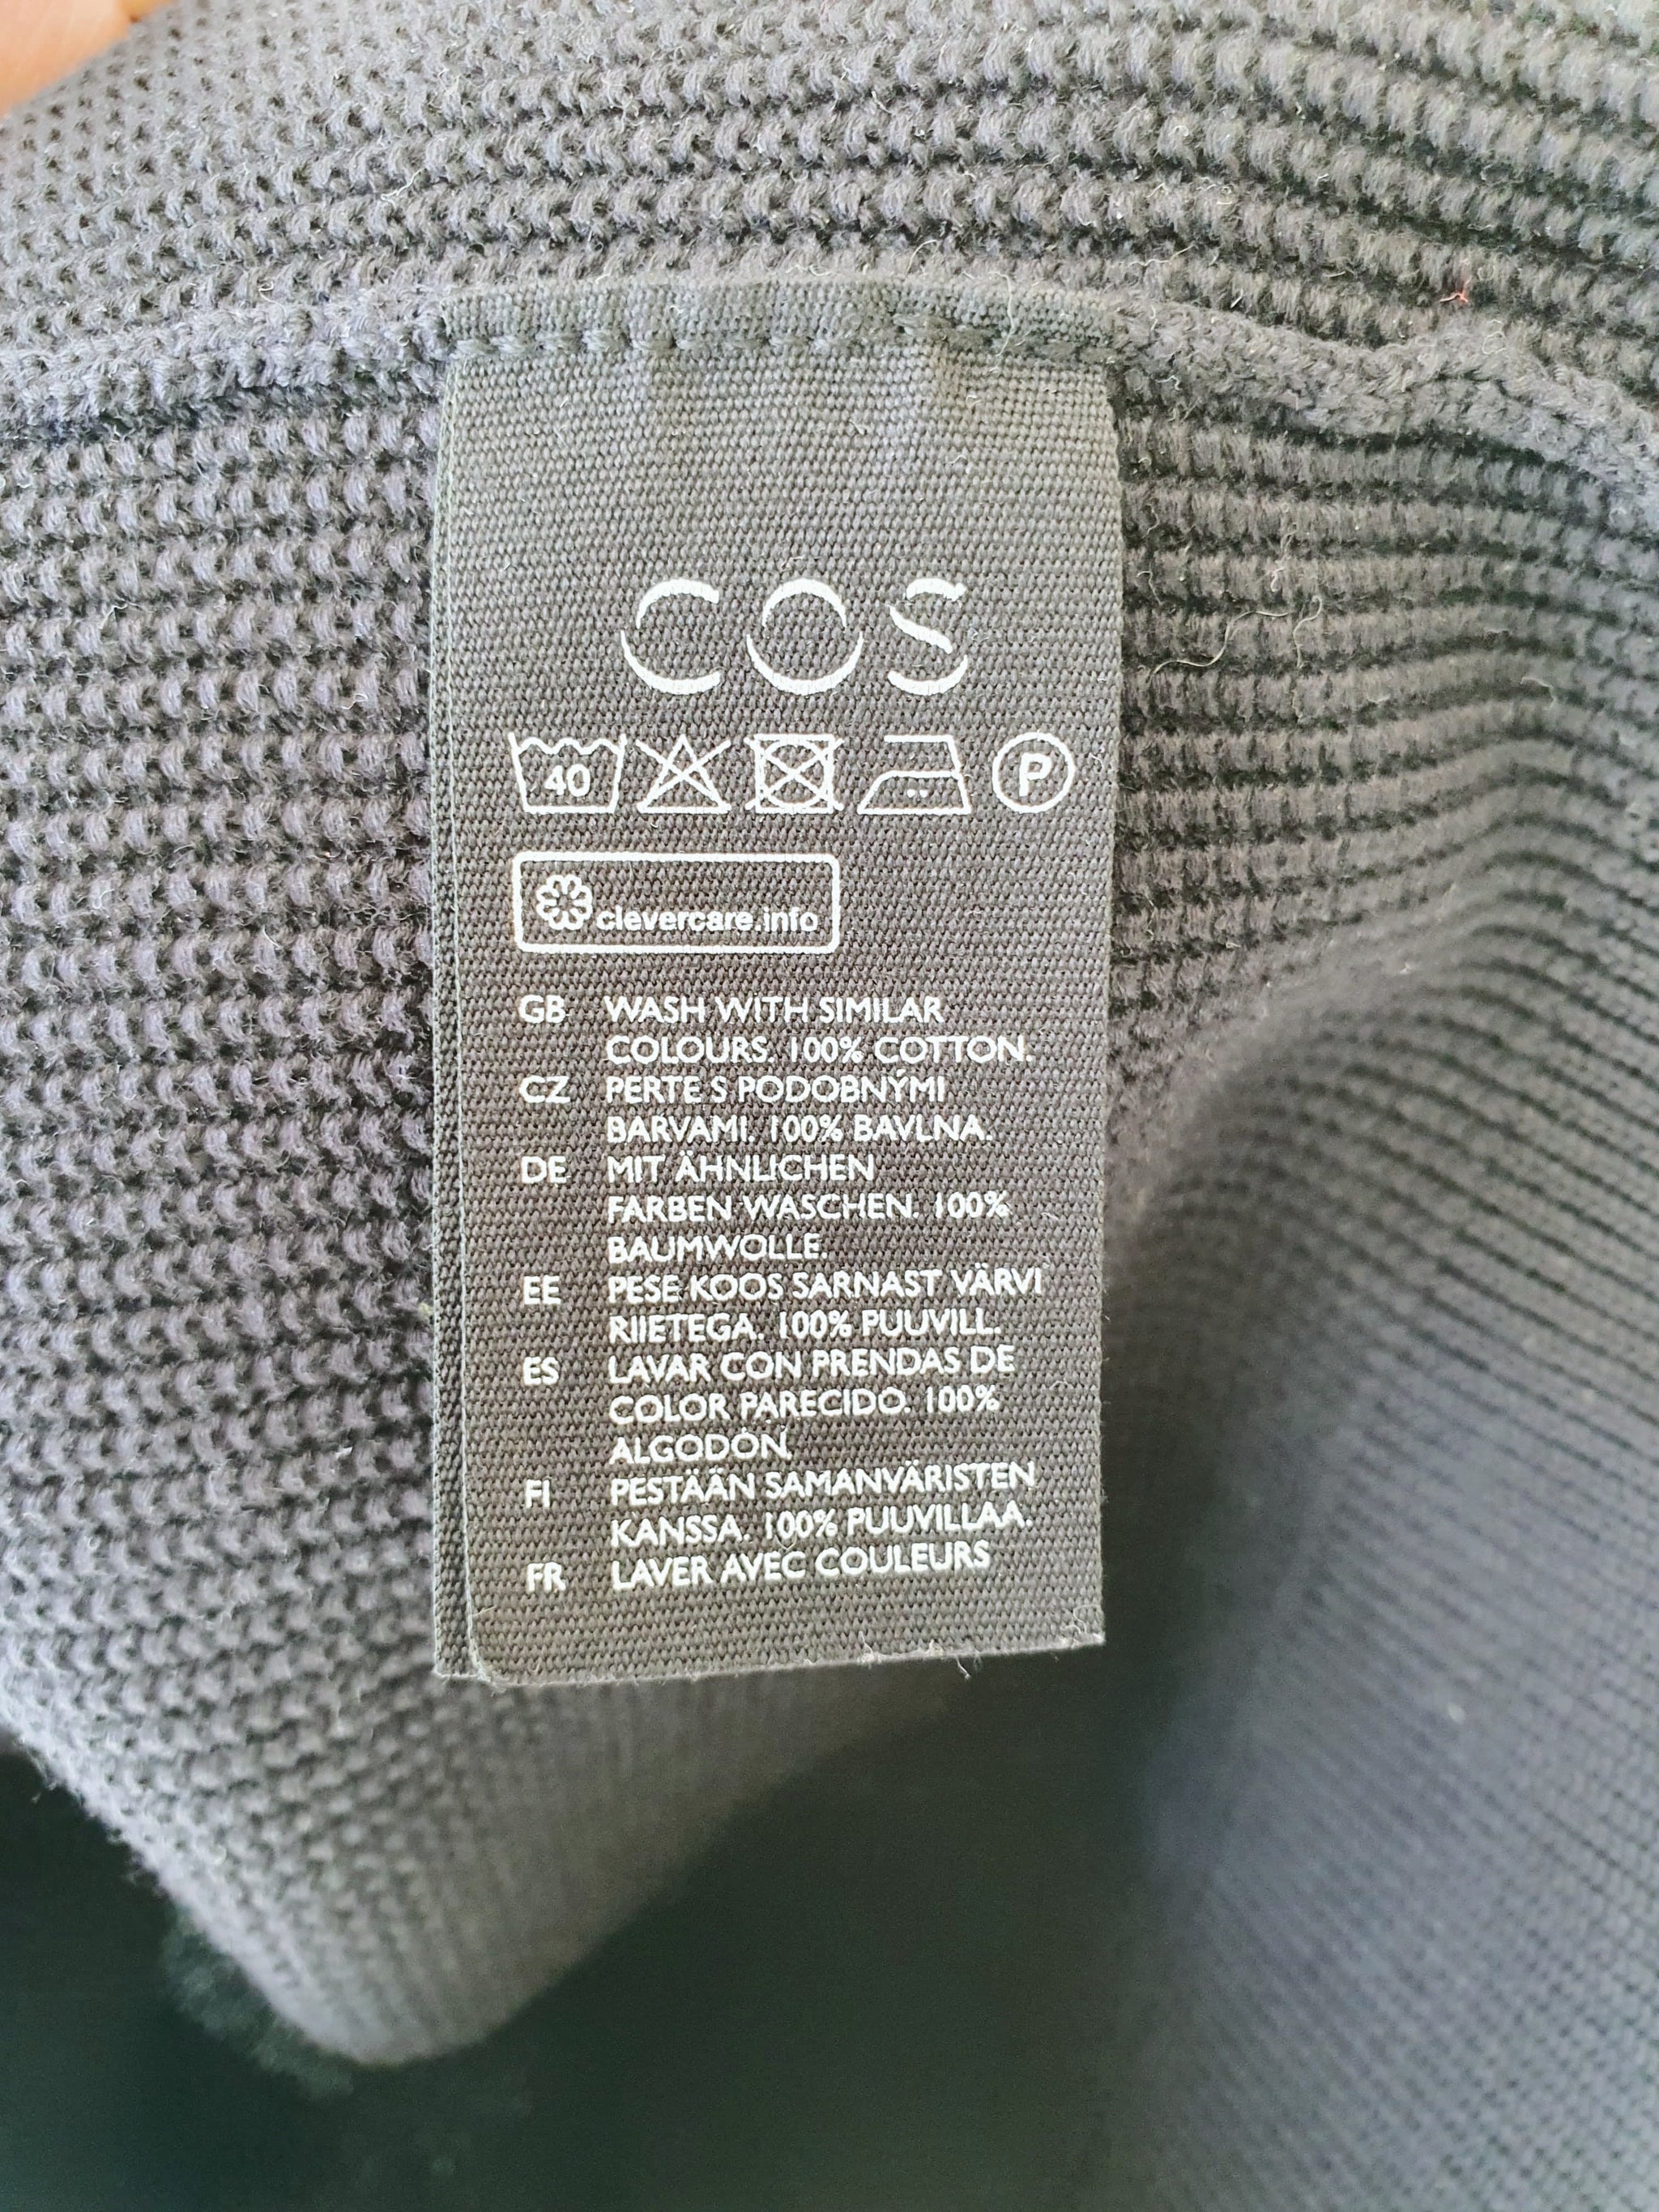 COS
40
P
clevercare.info
GB WASH WITH SIMILAR
COLOURS. 100% COTTON.
CZ PERTE S PODOBNÝMI
BARVAMI. 100% BAVLNA.
DE MIT ÄHNLICHEN
FARBEN WASCHEN. 100%
BAUMWOLLE.
EE PESE KOOS SARNAST VÄRVI
RIIETEGA. 100% PUUVILL.
ES LAVAR CON PRENDAS DE
COLOR PARECIDO. 100%
ALGODÓN.
FI PESTÄÄN SAMANVÄRISTEN
KANSSA. 100% PUUVILLAA.
FR LAVER AVEC COULEURS